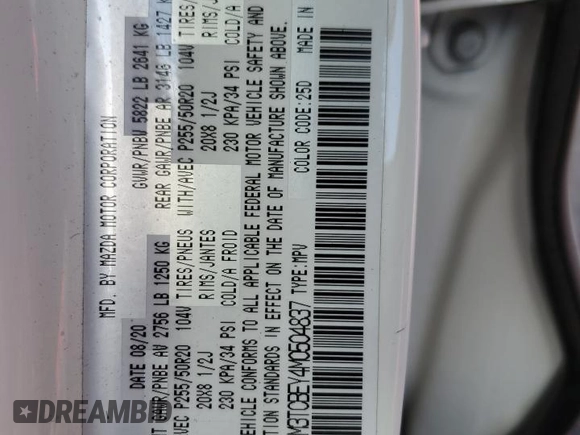 MFD. BY MAZDA MOTOR CORPORATION
DATE 08/20 GVWR/PNBV 5822 LB 2641 KG
GAWR/PNBE AV 2756 LB 1250 KG REAR GAWR/PNBE AR 3146 LB 1427 KG
P255/50R20 104V TIRES/PNEUS WITH/AVEC P255/50R20 104V TIRES/
20X8 1/2J RIMS/JANTES 20X8 1/2J RIMS/
230 KPA/34 PSI COLD/A FROID 230 KPA/34 PSI COLD/A
VEHICLE CONFORMS TO ALL APPLICABLE FEDERAL MOTOR VEHICLE SAFETY AND
STANDARDS IN EFFECT ON THE DATE OF MANUFACTURE SHOWN ABOVE.
COLOR CODE:25D MADE IN
M3TCBEY4M0504837 TYPE:MPV
DREAMBID